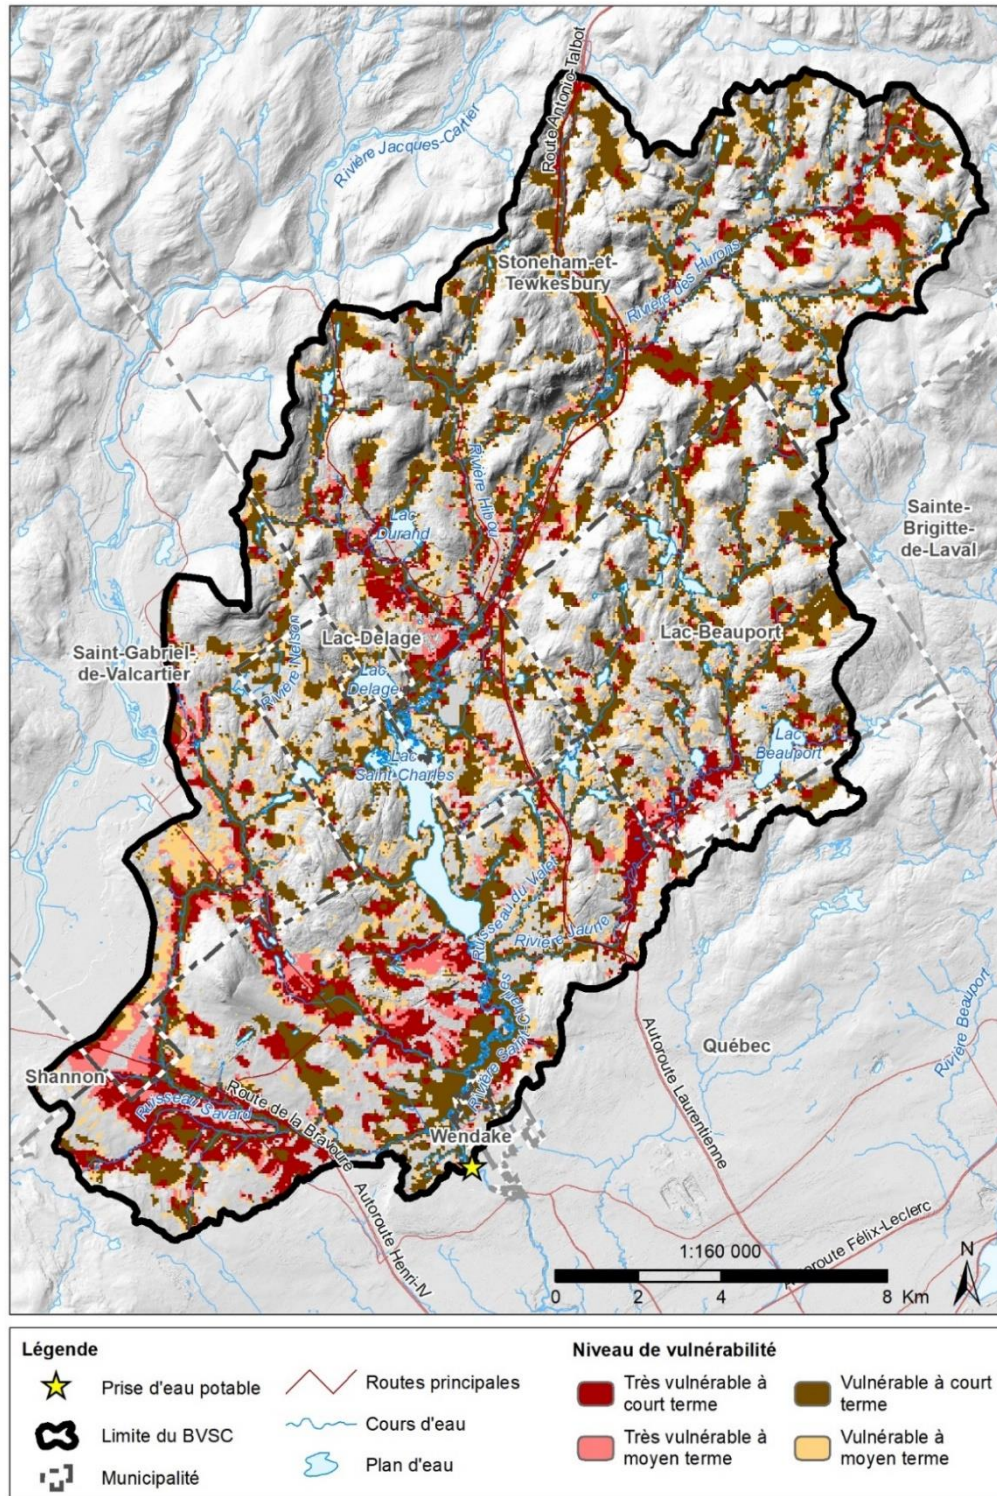 Route Antonio-Talbot
Rivière Jacques-Cartier
Stoneham-et-
Tewkesbury
Rivière des Hurons
Rivière Hibou
Lac
Durand
Sainte-
Brigitte-
de-Laval
Lac-Delage
Lac-Beauport
Saint-Gabriel-
de-Valcartier
Rivière Nelson
Lac
Delage
Lac
Saint-Charles
Lac
Beauport
Ruisseau du Valet
Rivière Jaune
Rivière Saint-Charles
Québec
Rivière Beauport
Shannon
Ruisseau Savard
Route de la Bravoure
Autoroute Laurentienne
Wendake
Autoroute Henri-IV
Autoroute Félix-Leclerc
1:160 000
0 2 4 8 Km
N
Légende
Prise d'eau potable
Limite du BVSC
Municipalité
Routes principales
Cours d'eau
Plan d'eau
Niveau de vulnérabilité
Très vulnérable à
court terme
Très vulnérable à
moyen terme
Vulnérable à court
terme
Vulnérable à
moyen terme